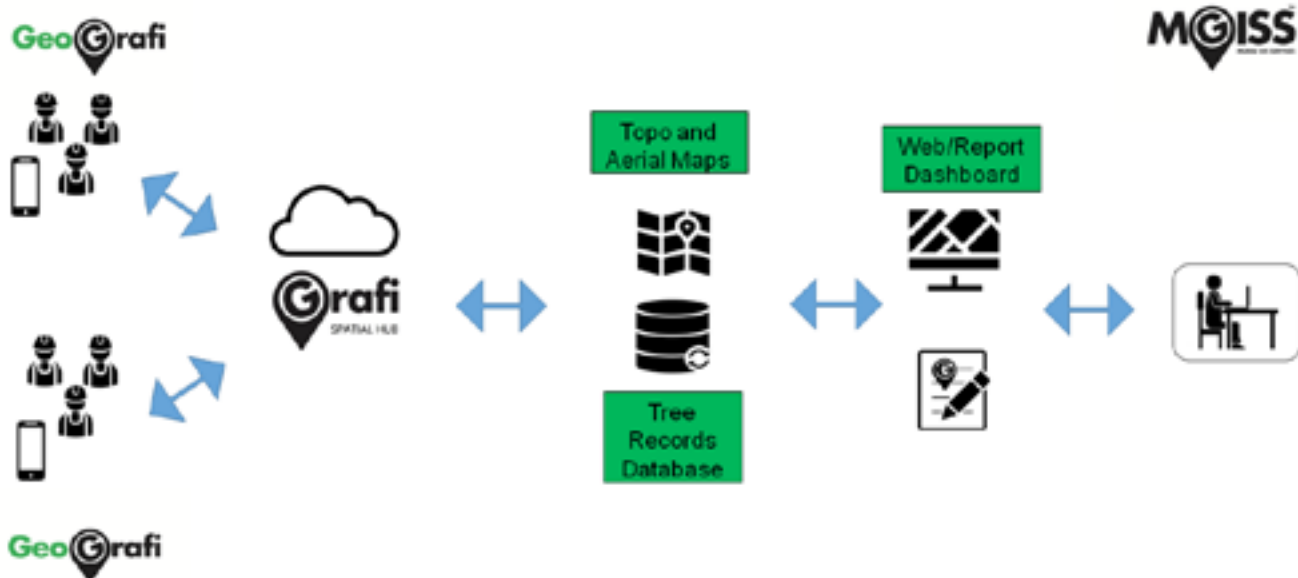 GeoGrafi
MGISS
Topo and
Aerial Maps
Web/Report
Dashboard
Grafi
SPATIAL HUB
Tree
Records
Database
GeoGrafi